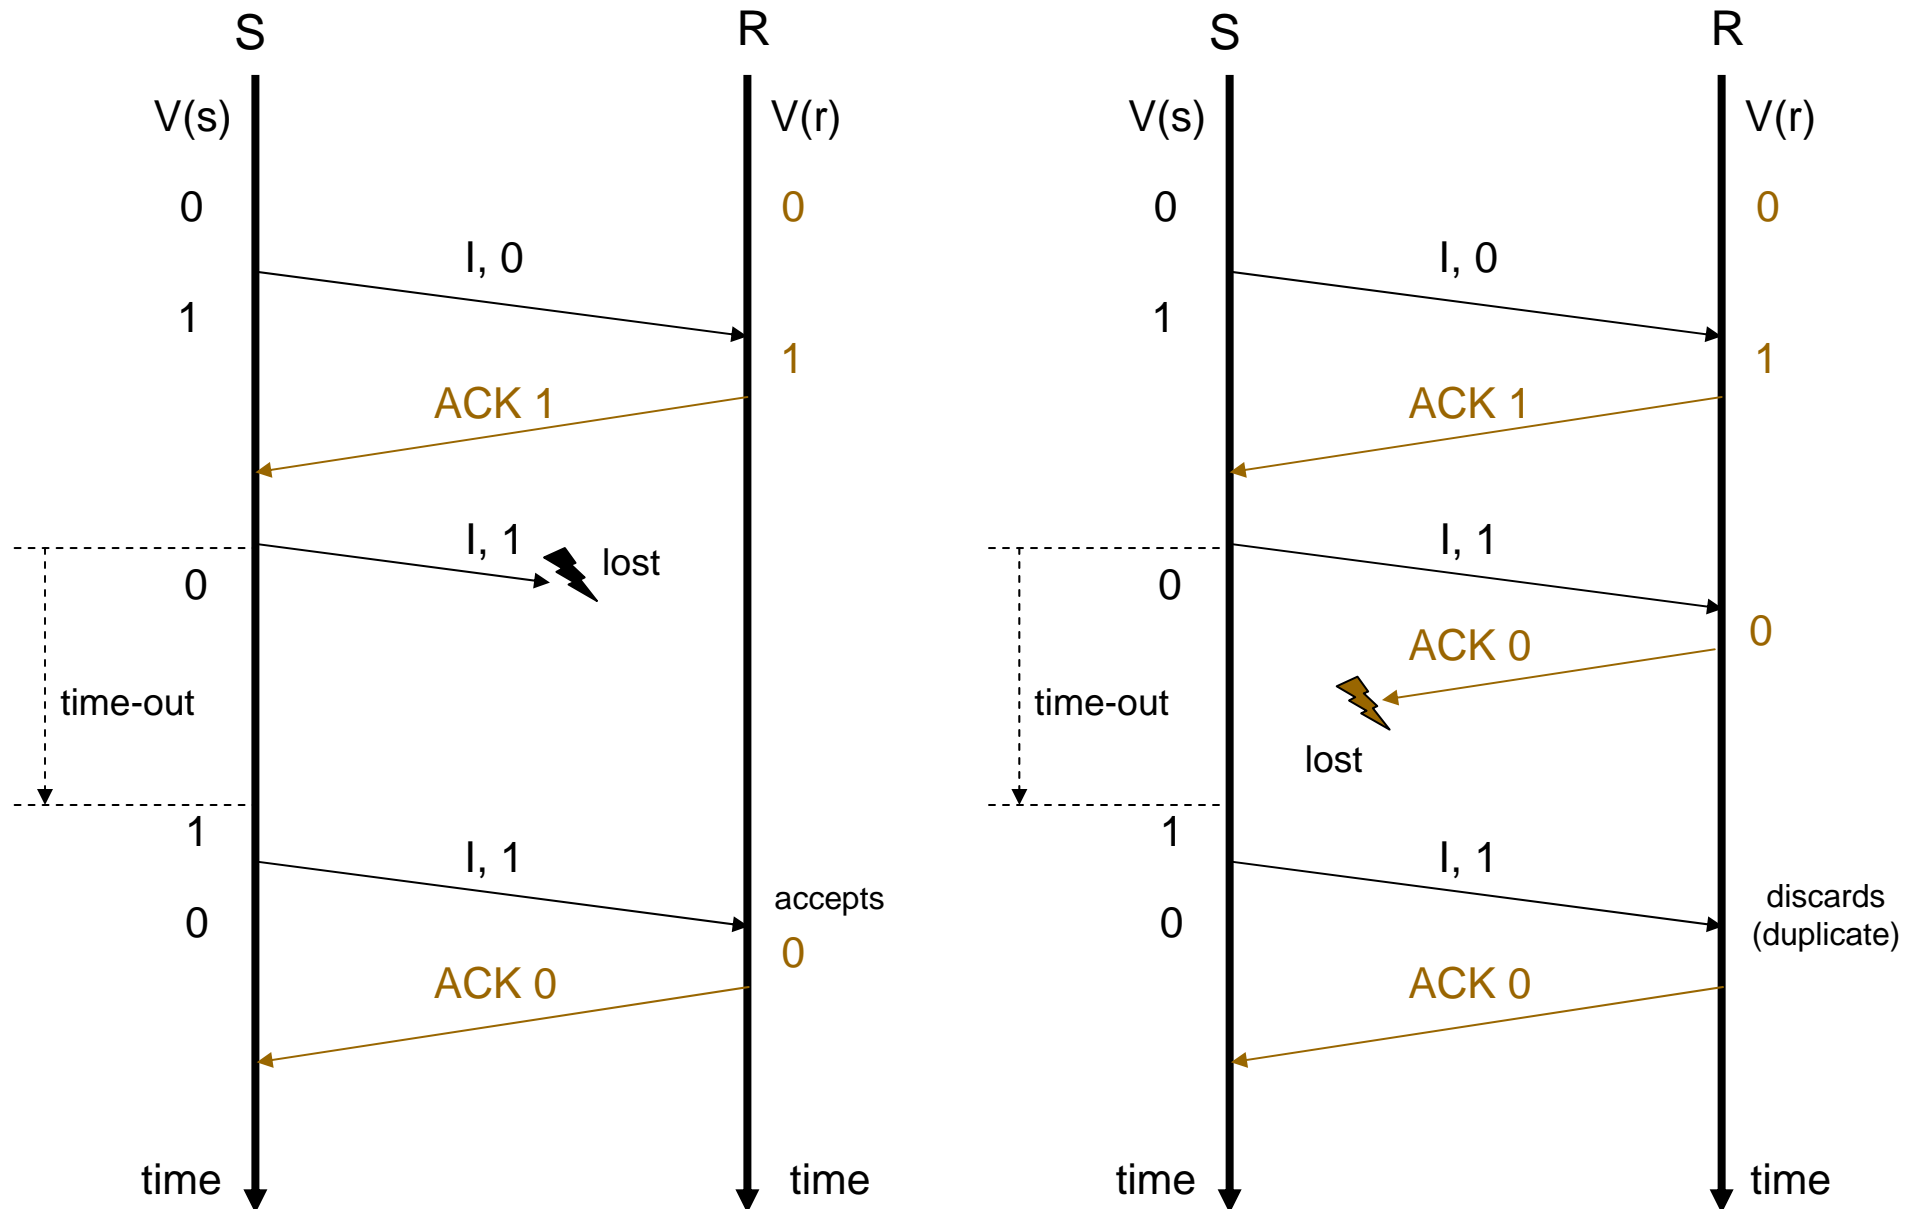 S
R
V(s)
V(r)
0
0
I, 0
1
1
ACK 1
I, 1
lost
0
time-out
1
I, 1
accepts
0
0
ACK 0
time
time
S
R
V(s)
V(r)
0
0
I, 0
1
1
ACK 1
I, 1
0
0
ACK 0
time-out
lost
1
I, 1
discards
(duplicate)
0
ACK 0
time
time